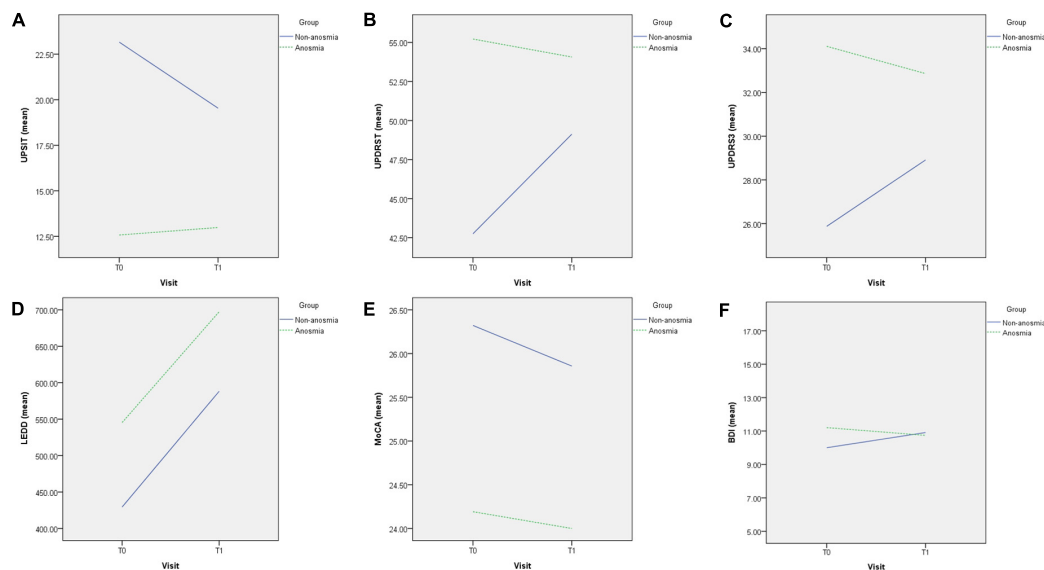 A
Group
Non-anosmia
Anosmia
UPSIT (mean)
22.50
20.00
17.50
15.00
12.50
T0
T1
Visit
B
Group
Non-anosmia
Anosmia
UPDRST (mean)
55.00
52.50
50.00
47.50
45.00
42.50
T0
T1
Visit
C
Group
Non-anosmia
Anosmia
UPDRS3 (mean)
34.00
32.00
30.00
28.00
26.00
T0
T1
Visit
D
Group
Non-anosmia
Anosmia
LEDD (mean)
700.00
650.00
600.00
550.00
500.00
450.00
400.00
T0
T1
Visit
E
Group
Non-anosmia
Anosmia
MoCA (mean)
26.50
26.00
25.50
25.00
24.50
24.00
T0
T1
Visit
F
Group
Non-anosmia
Anosmia
BDI (mean)
17.00
15.00
13.00
11.00
9.00
7.00
5.00
T0
T1
Visit